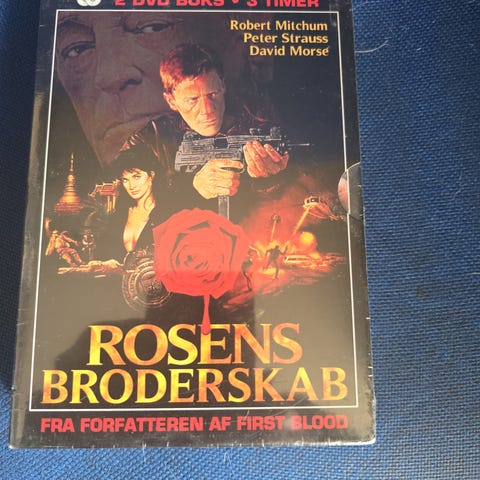 2 DVD BOKS • 3 TIMER
Robert Mitchum
Peter Strauss
David Morse
ROSENS
BRODERSKAB
FRA FORFATTEREN AF FIRST BLOOD